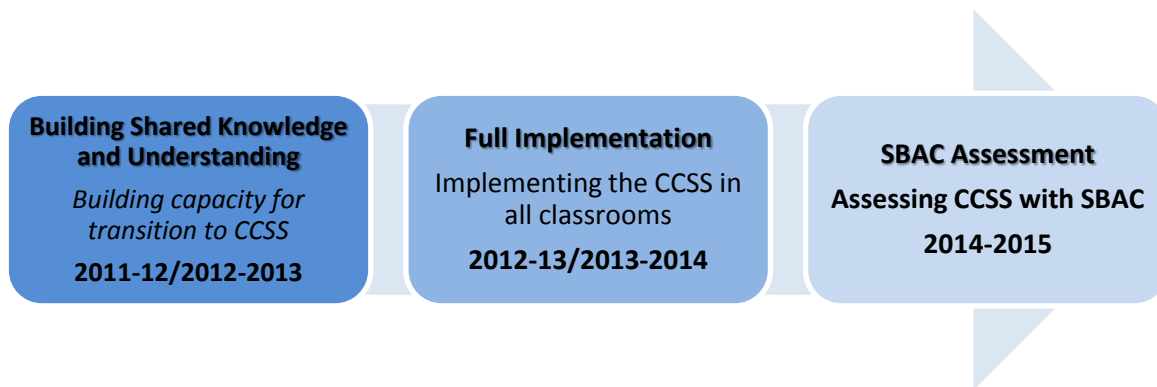 Building Shared Knowledge
and Understanding
Building capacity for
transition to CCSS
2011-12/2012-2013
Full Implementation
Implementing the CCSS in
all classrooms
2012-13/2013-2014
SBAC Assessment
Assessing CCSS with SBAC
2014-2015